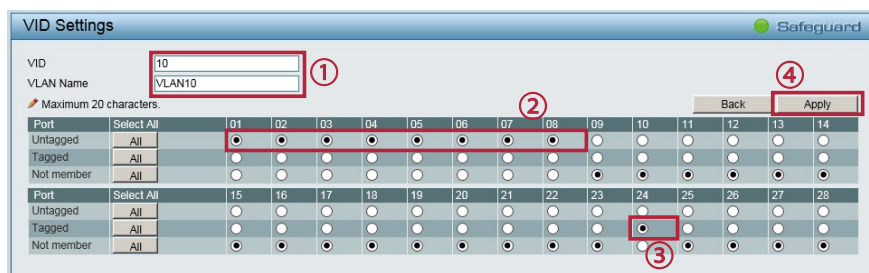 VID Settings Safeguard
VID 10 ①
VLAN Name VLAN10
④
Maximum 20 characters. ② Back Apply
Port Select All 01 02 03 04 05 06 07 08 09 10 11 12 13 14
Untagged All
Tagged All
Not member All
Port Select All 15 16 17 18 19 20 21 22 23 24 25 26 27 28
Untagged All
Tagged All
Not member All ③